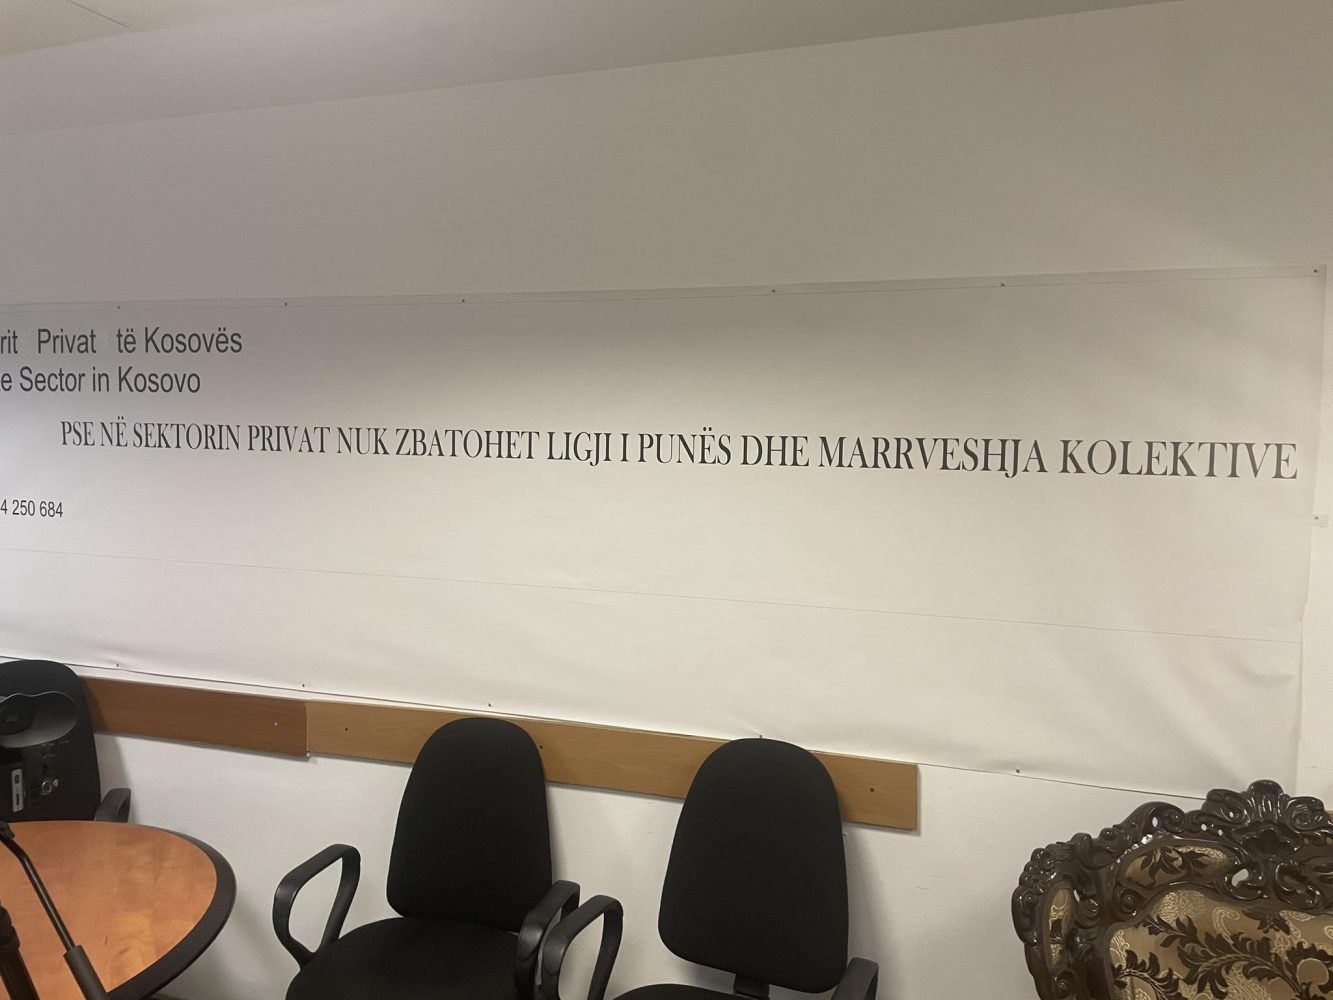 Privat të Kosovës
Sector in Kosovo
PSE NË SEKTORIN PRIVAT NUK ZBATOHET LIGJI I PUNËS DHE MARRVESHJA KOLEKTIVE
4 250 684